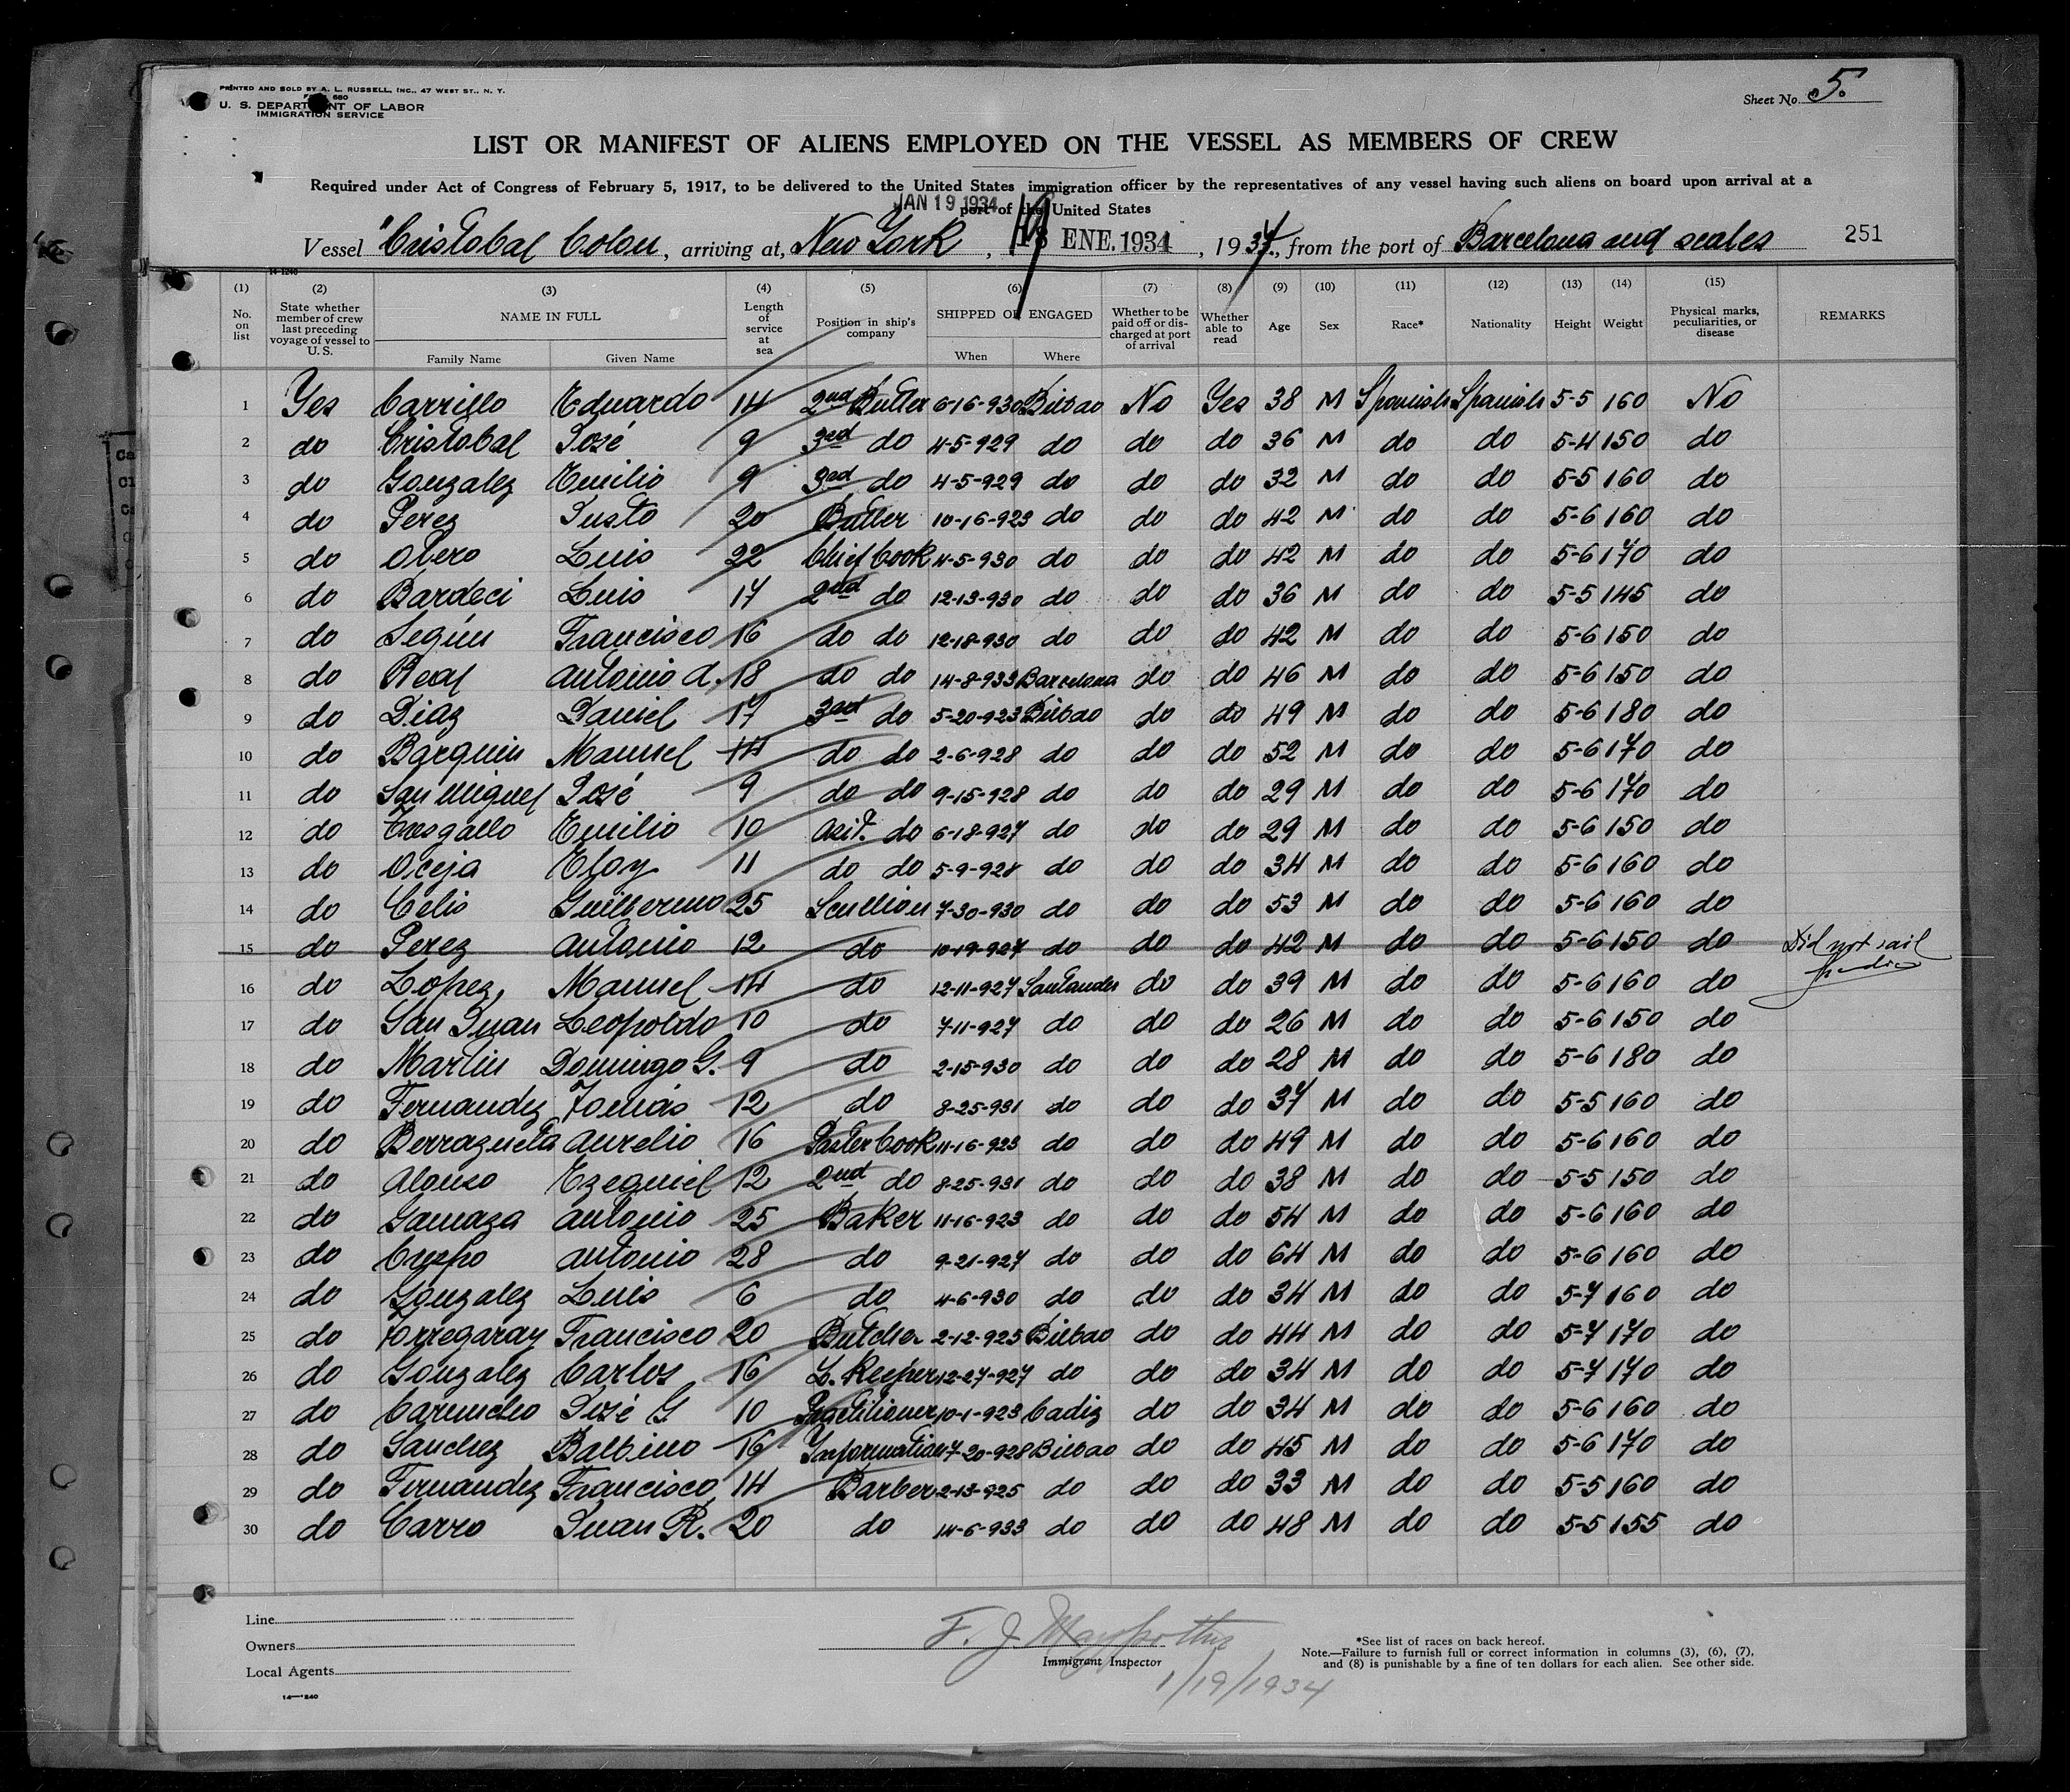 PRINTED AND SOLD BY A. L. RUSSELL, INC., 47 WEST ST., N. Y.
680
U. S. DEPARTMENT OF LABOR
IMMIGRATION SERVICE
Sheet No. 5.
LIST OR MANIFEST OF ALIENS EMPLOYED ON THE VESSEL AS MEMBERS OF CREW
Required under Act of Congress of February 5, 1917, to be delivered to the United States immigration officer by the representatives of any vessel having such aliens on board upon arrival at a
port of the United States
JAN 19 1934
Vessel "Cristobal Colon, arriving at, New York, 19 18 ENE. 1934, 1934., from the port of Barcelona and scales 251
14-1240
(1) (2) (3) (4) (5) (6) (7) (8) (9) (10) (11) (12) (13) (14) (15)
No. on list State whether member of crew last preceding voyage of vessel to U. S. NAME IN FULL Length of service at sea Position in ship's company SHIPPED OR ENGAGED Whether to be paid off or discharged at port of arrival Whether able to read Age Sex Race* Nationality Height Weight Physical marks, peculiarities, or disease REMARKS
Family Name Given Name When Where
1 Yes Carrillo Eduardo 14 2nd Butler 6-16-930 Bilbao No Yes 38 M Spanish Spanish 5-5 160 No
2 do Cristobal José 9 3rd do 4-5-929 do do do 36 M do do 5-4 150 do
3 do Gonzalez Emilio 9 3rd do 4-5-929 do do do 32 M do do 5-5 160 do
4 do Perez Justo 20 Butler 10-16-923 do do do 42 M do do 5-6 160 do
5 do Otero Luis 22 Chief Cook 4-5-930 do do do 42 M do do 5-6 170 do
6 do Bardeci Luis 17 2nd do 12-13-930 do do do 36 M do do 5-5 145 do
7 do Seguin Francisco 16 do do 12-18-930 do do do 42 M do do 5-6 150 do
8 do Real Antonio A. 18 do do 14-8-933 Barcelona do do 46 M do do 5-6 150 do
9 do Diaz Daniel 17 3rd do 5-20-923 Bilbao do do 49 M do do 5-6 180 do
10 do Barquin Manuel 14 do do 2-6-928 do do do 52 M do do 5-6 170 do
11 do San Miguel José 9 do do 9-15-928 do do do 29 M do do 5-6 170 do
12 do Tresgallo Emilio 10 Asit. do 6-18-927 do do do 29 M do do 5-6 150 do
13 do Oceja Eloy 11 do do 5-9-928 do do do 34 M do do 5-6 160 do
14 do Celis Guillermo 25 Scullion 7-30-930 do do do 53 M do do 5-6 160 do
15 do Perez Antonio 12 do 10-19-927 do do do 42 M do do 5-6 150 do Did not sail
16 do Lopez, Manuel 14 do 12-11-927 Santander do do 39 M do do 5-6 160 do
17 do San Juan Leopoldo 10 do 7-11-927 do do do 26 M do do 5-6 150 do
18 do Martin Domingo G. 9 do 2-15-930 do do do 28 M do do 5-6 180 do
19 do Fernandez Tomás 12 do 8-25-931 do do do 37 M do do 5-5 160 do
20 do Berrazueta Aurelio 16 Cook 11-16-923 do do do 49 M do do 5-6 160 do
21 do Alonso Ezequiel 12 2nd do 8-25-931 do do do 38 M do do 5-5 150 do
22 do Gamaza Antonio 25 Baker 11-16-923 do do do 54 M do do 5-6 160 do
23 do Crespo Antonio 28 do 9-21-927 do do do 64 M do do 5-6 160 do
24 do Gonzalez Luis 6 do 4-6-930 do do do 34 M do do 5-7 160 do
25 do Torregaray Francisco 20 Butcher 2-12-925 Bilbao do do 44 M do do 5-7 170 do
26 do Gonzalez Carlos 16 L. Keeper 12-27-927 do do do 34 M do do 5-7 170 do
27 do Caruncho José G 10 Practitioner 10-1-923 Cadiz do do 34 M do do 5-6 160 do
28 do Sanchez Balbino 16 Information 7-20-928 Bilbao do do 45 M do do 5-6 170 do
29 do Fernandez Francisco 14 Barber 2-13-925 do do do 33 M do do 5-5 160 do
30 do Carro Juan R. 20 do 14-6-933 do do do 48 M do do 5-5 155 do
Line
Owners
Local Agents
F. J.
Immigrant Inspector
1/19/1934
*See list of races on back hereof.
Note.—Failure to furnish full or correct information in columns (3), (6), (7),
and (8) is punishable by a fine of ten dollars for each alien. See other side.